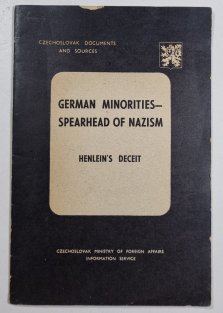 CZECHOSLOVAK DOCUMENTS
AND SOURCES
GERMAN MINORITIES—
SPEARHEAD OF NAZISM
HENLEIN'S DECEIT
CZECHOSLOVAK MINISTRY OF FOREIGN AFFAIRS
INFORMATION SERVICE